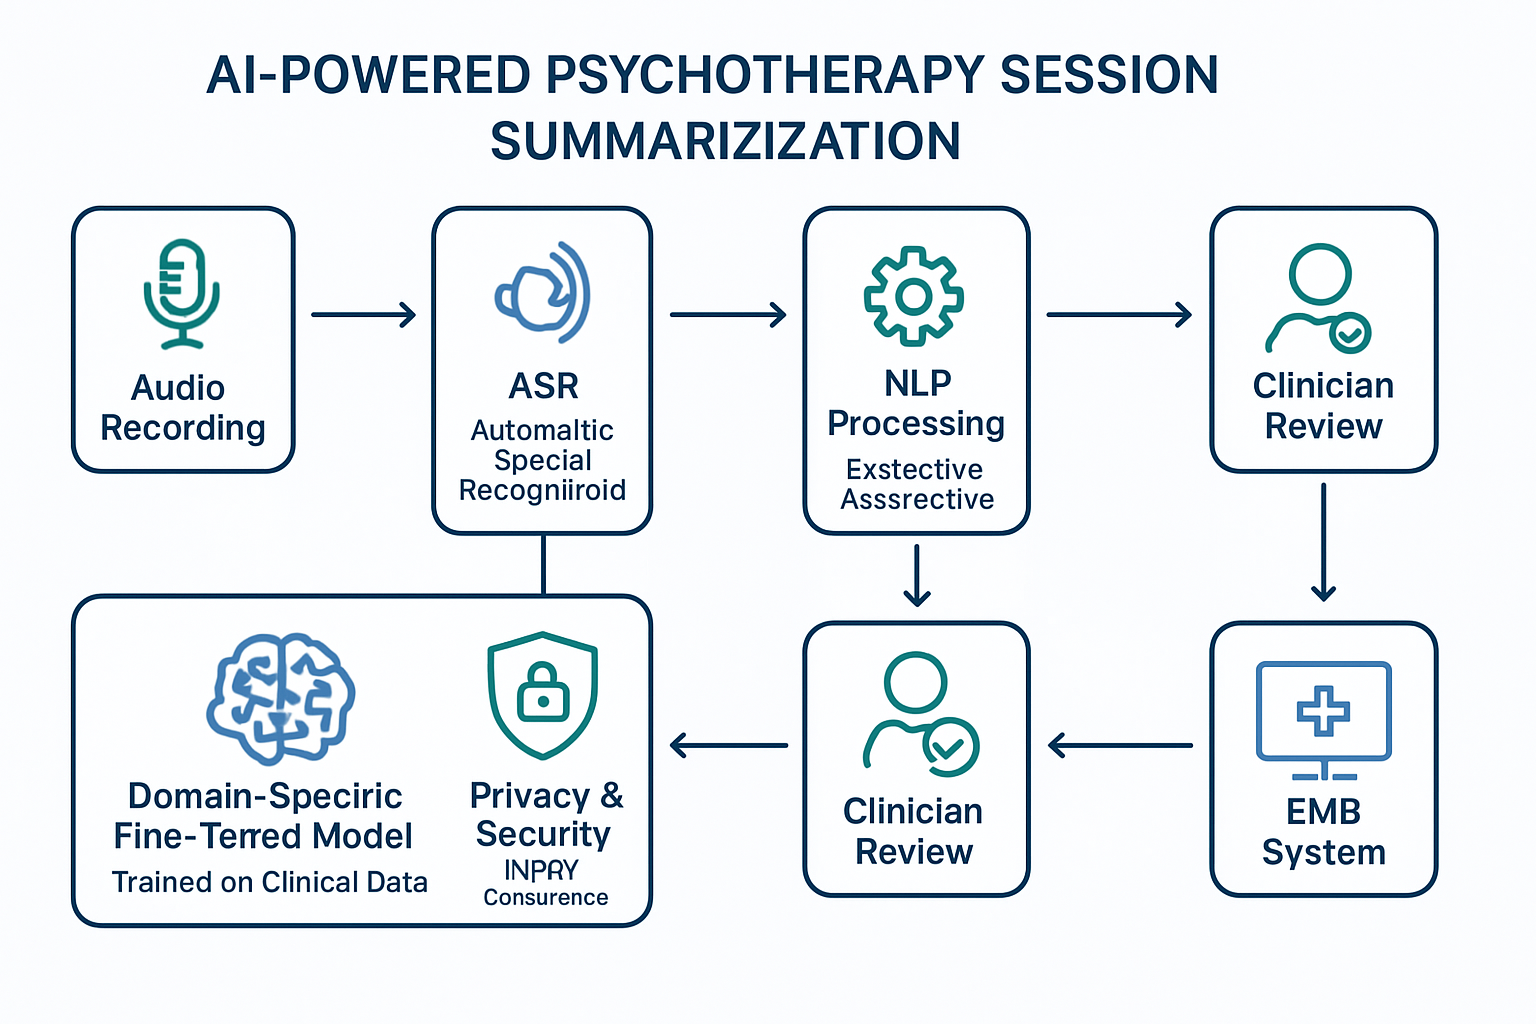 AI-POWERED PSYCHOTHERAPY SESSION
SUMMARIZIZATION
Audio
Recording
ASR
Automaltic
Special
Recogniiroid
NLP
Processing
Exstective
Asssrective
Clinician
Review
Domain-Speciric
Fine-Terred Model
Trained on Clinical Data
Privacy &
Security
INPRY
Consurence
Clinician
Review
EMB
System